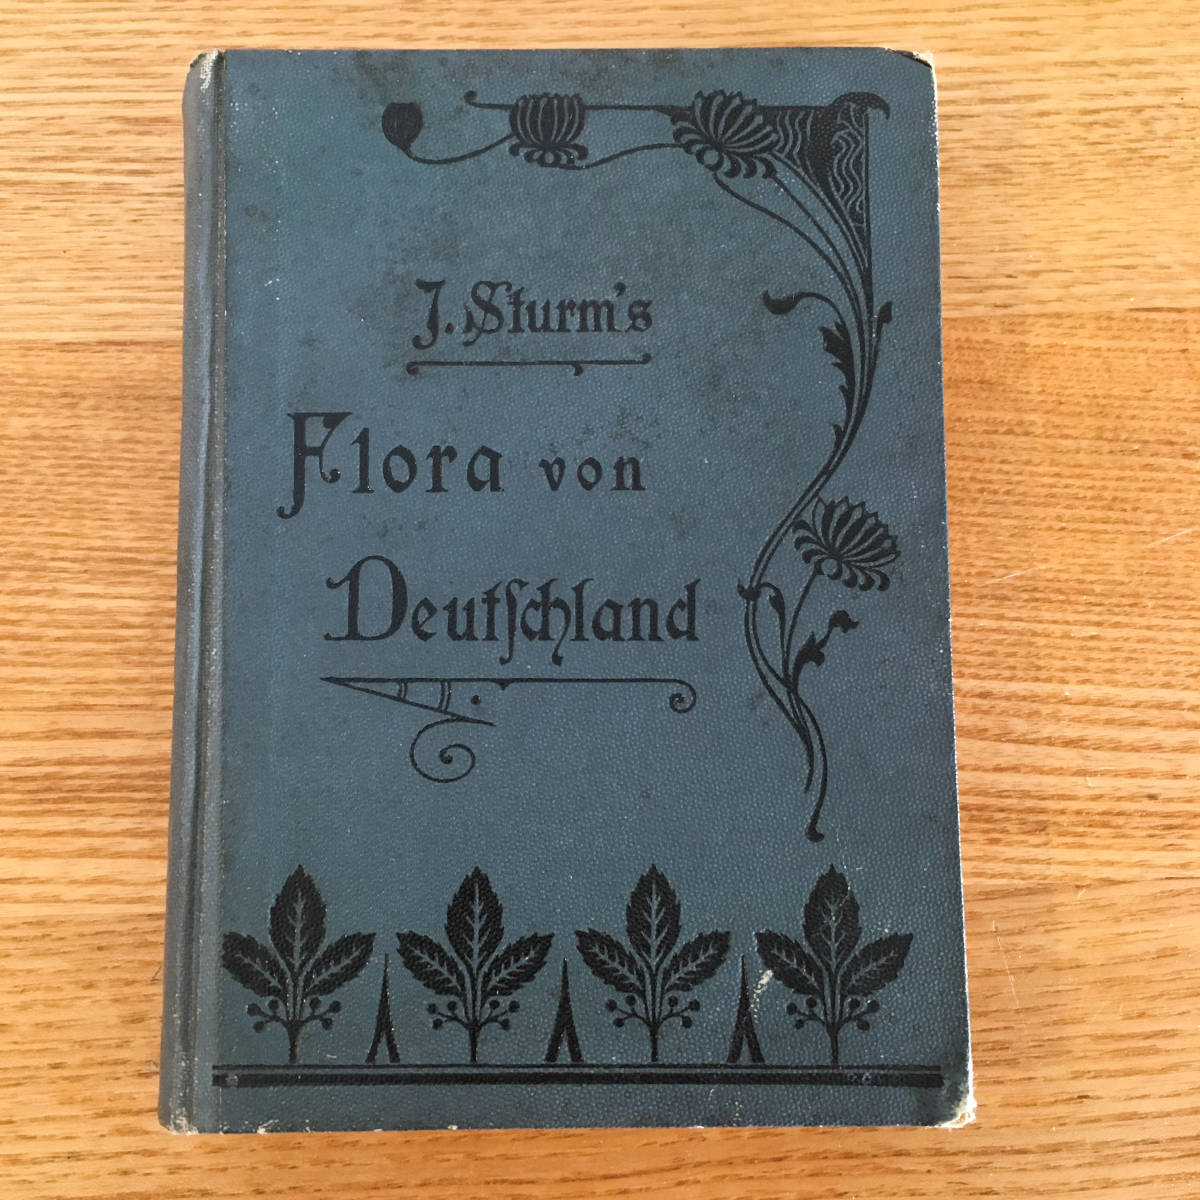 J. Sturm's
Flora von
Deutſchland